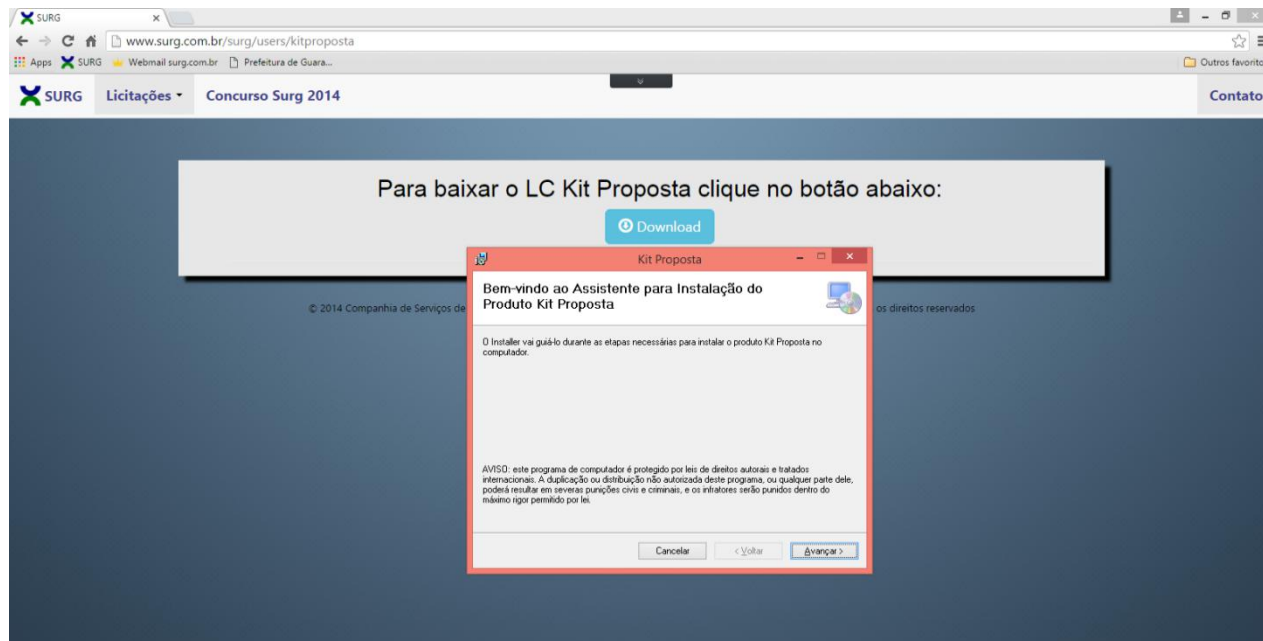 SURG
www.surg.com.br/surg/users/kitproposta
Apps SURG Webmail surg.com.br Prefeitura de Guara... Outros favorito
SURG Licitações Concurso Surg 2014 Contato
Para baixar o LC Kit Proposta clique no botão abaixo:
Download
Kit Proposta
Bem-vindo ao Assistente para Instalação do
Produto Kit Proposta
© 2014 Companhia de Serviços de os direitos reservados
O Installer vai guiá-lo durante as etapas necessárias para instalar o produto Kit Proposta no
computador.
AVISO: este programa de computador é protegido por leis de direitos autorais e tratados
internacionais. A duplicação ou distribuição não autorizada deste programa, ou qualquer parte dele,
poderá resultar em severas punições civis e criminais, e os infratores serão punidos dentro do
máximo rigor permitido por lei.
Cancelar < Voltar Avançar >